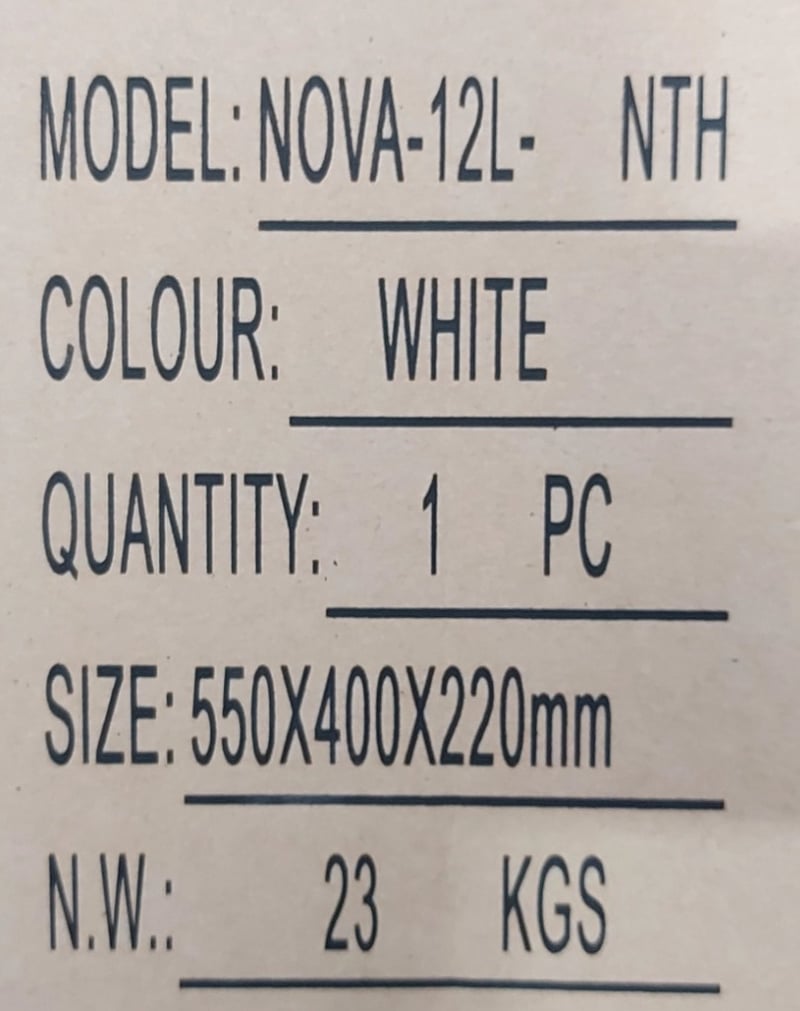 MODEL: NOVA-12L- NTH
COLOUR: WHITE
QUANTITY: 1 PC
SIZE: 550X400X220mm
N.W.: 23 KGS